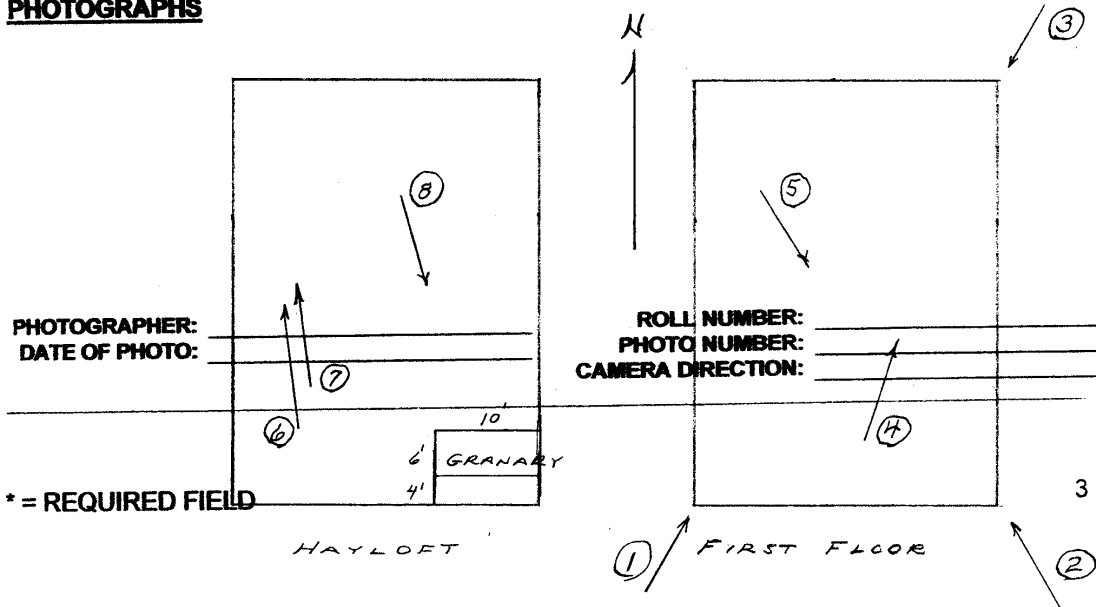 PHOTOGRAPHS
N
3
8
5
PHOTOGRAPHER:
DATE OF PHOTO:
ROLL NUMBER:
PHOTO NUMBER:
CAMERA DIRECTION:
7
6
4
10'
6' GRANARY
4'
* = REQUIRED FIELD
3
HAYLOFT
FIRST FLOOR
1
2